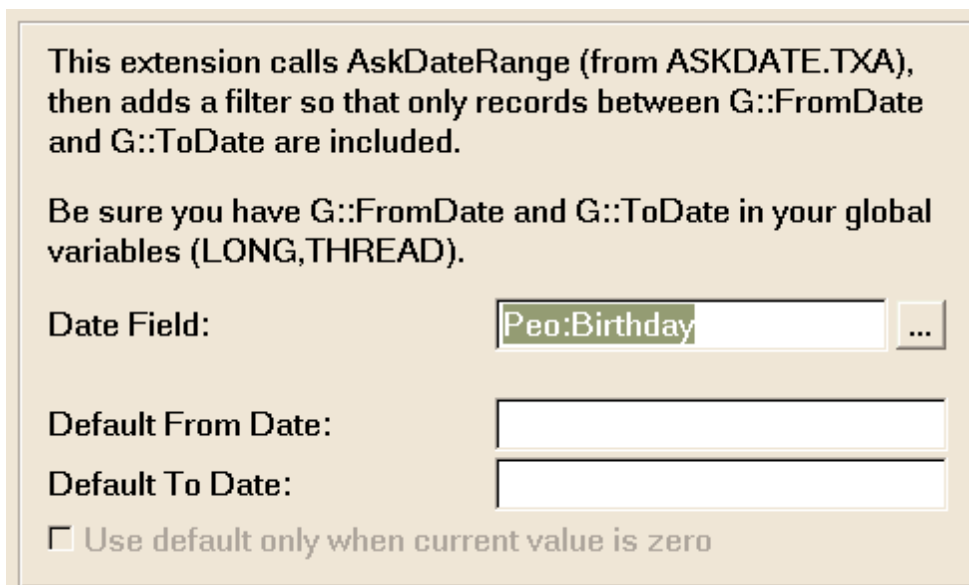 This extension calls AskDateRange (from ASKDATE.TXA),
then adds a filter so that only records between G::FromDate
and G::ToDate are included.
Be sure you have G::FromDate and G::ToDate in your global
variables (LONG,THREAD).
Date Field: Peo:Birthday ...
Default From Date:
Default To Date:
Use default only when current value is zero